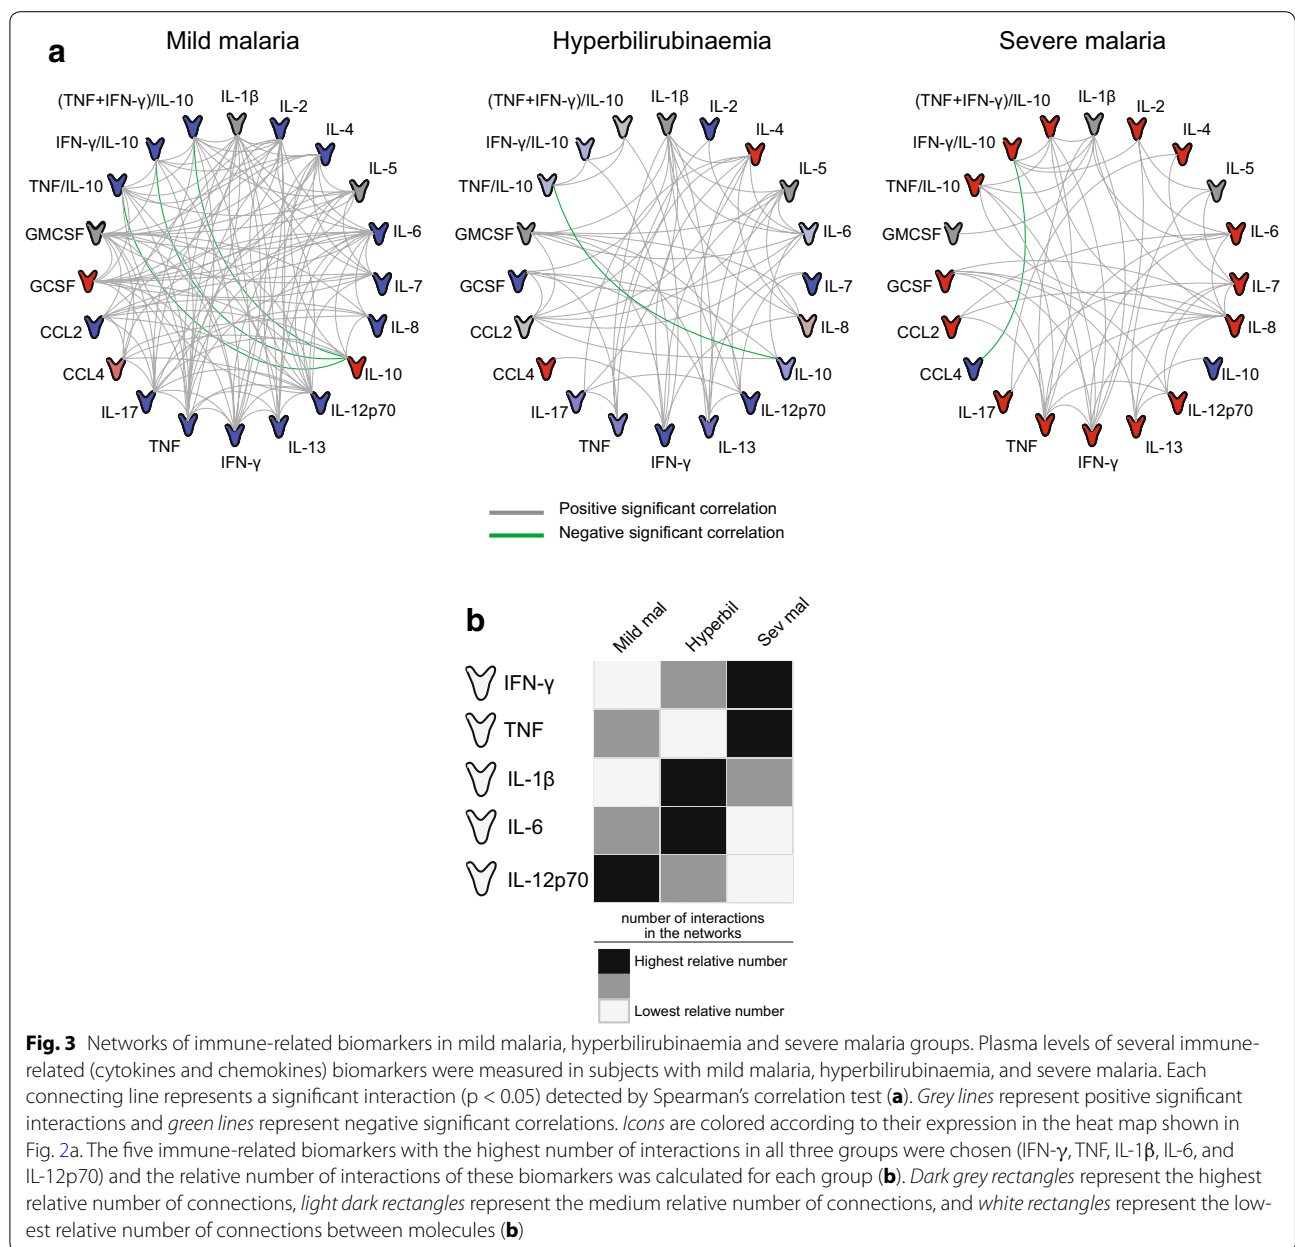 a
Mild malaria
Hyperbilirubinaemia
Severe malaria
(TNF+IFN-γ)/IL-10
IL-1β
IL-2
IL-4
IL-5
IL-6
IL-7
IL-8
IL-10
IL-12p70
IL-13
IFN-γ
TNF
IL-17
CCL4
CCL2
GCSF
GMCSF
TNF/IL-10
IFN-γ/IL-10
(TNF+IFN-γ)/IL-10
IL-1β
IL-2
IL-4
IL-5
IL-6
IL-7
IL-8
IL-10
IL-12p70
IL-13
IFN-γ
TNF
IL-17
CCL4
CCL2
GCSF
GMCSF
TNF/IL-10
IFN-γ/IL-10
(TNF+IFN-γ)/IL-10
IL-1β
IL-2
IL-4
IL-5
IL-6
IL-7
IL-8
IL-10
IL-12p70
IL-13
IFN-γ
TNF
IL-17
CCL4
CCL2
GCSF
GMCSF
TNF/IL-10
IFN-γ/IL-10
Positive significant correlation
Negative significant correlation
b
Mild mal
Hyperbil
Sev mal
IFN-γ
TNF
IL-1β
IL-6
IL-12p70
number of interactions
in the networks
Highest relative number
Lowest relative number
Fig. 3 Networks of immune-related biomarkers in mild malaria, hyperbilirubinaemia and severe malaria groups. Plasma levels of several immune-
related (cytokines and chemokines) biomarkers were measured in subjects with mild malaria, hyperbilirubinaemia, and severe malaria. Each
connecting line represents a significant interaction (p < 0.05) detected by Spearman's correlation test (a). Grey lines represent positive significant
interactions and green lines represent negative significant correlations. Icons are colored according to their expression in the heat map shown in
Fig. 2a. The five immune-related biomarkers with the highest number of interactions in all three groups were chosen (IFN-γ, TNF, IL-1β, IL-6, and
IL-12p70) and the relative number of interactions of these biomarkers was calculated for each group (b). Dark grey rectangles represent the highest
relative number of connections, light dark rectangles represent the medium relative number of connections, and white rectangles represent the low-
est relative number of connections between molecules (b)